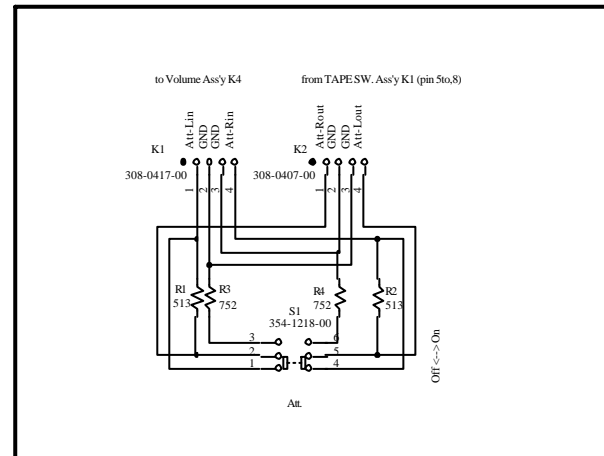 to Volume Ass'y K4
from TAPE SW. Ass'y K1 (pin 5to,8)
Att-Lin
GND
GND
Att-Rin
Att-Rout
GND
GND
Att-Lout
K1
K2
308-0417-00
308-0407-00
1
2
3
4
1
2
3
4
R1
513
R3
752
R4
752
R2
513
S1
354-1218-00
3
2
1
6
5
4
Off <--> On
Att.